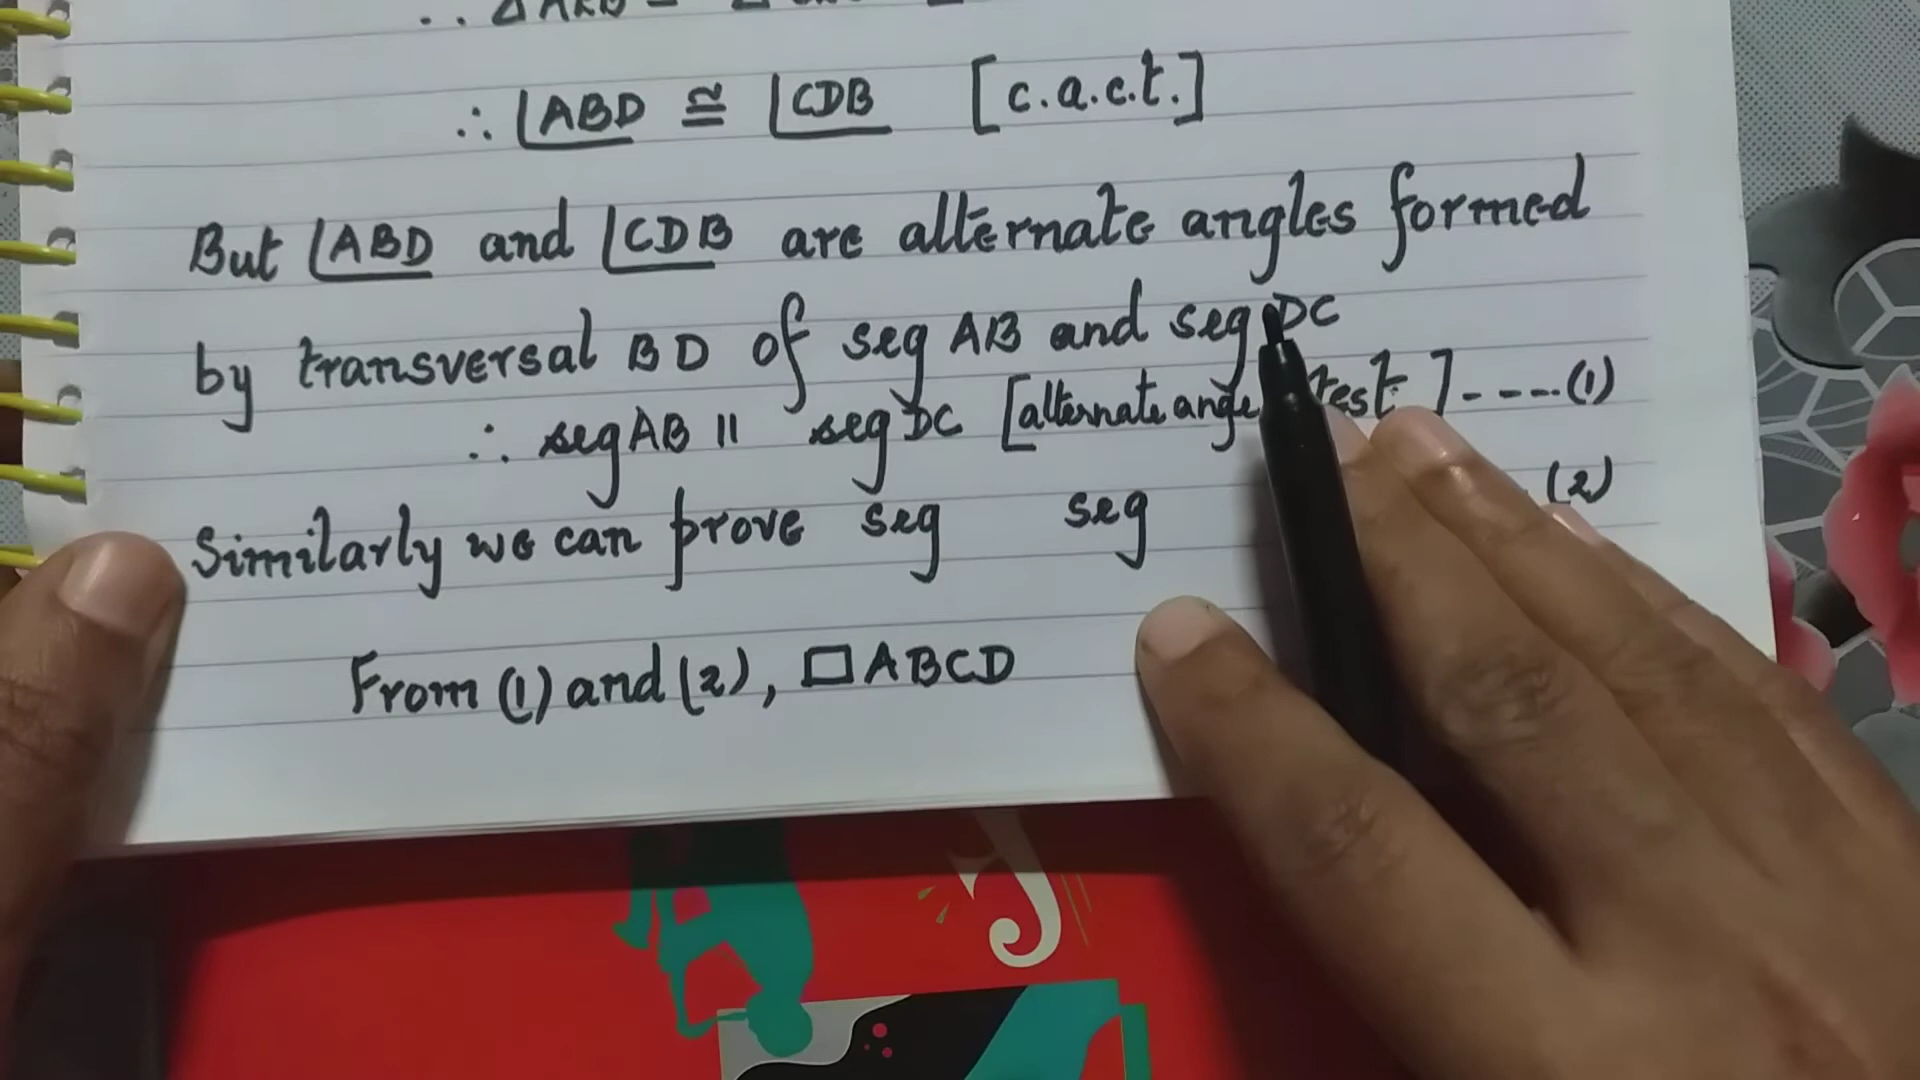 ∴ ∠ABD ≅ ∠CDB [c.a.c.t.]
But ∠ABD and ∠CDB are alternate angles formed
by transversal BD of seg AB and seg DC
∴ seg AB || seg DC [alternate angle test] ----(1)
Similarly we can prove seg seg (2)
From (1) and (2), □ABCD